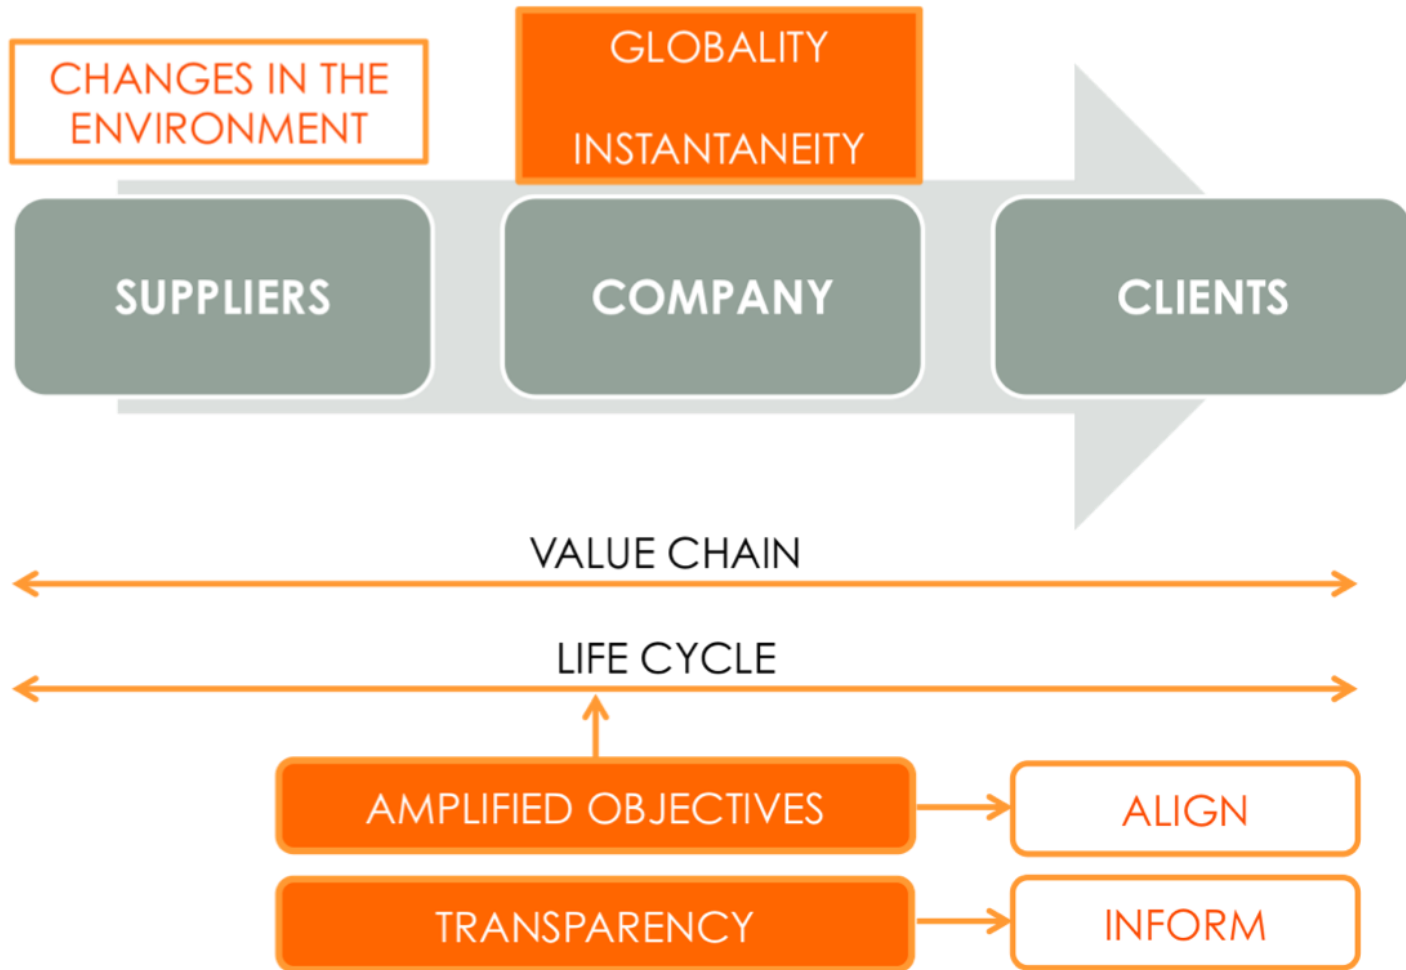 CHANGES IN THE
ENVIRONMENT
GLOBALITY
INSTANTANEITY
SUPPLIERS
COMPANY
CLIENTS
VALUE CHAIN
LIFE CYCLE
AMPLIFIED OBJECTIVES
ALIGN
TRANSPARENCY
INFORM